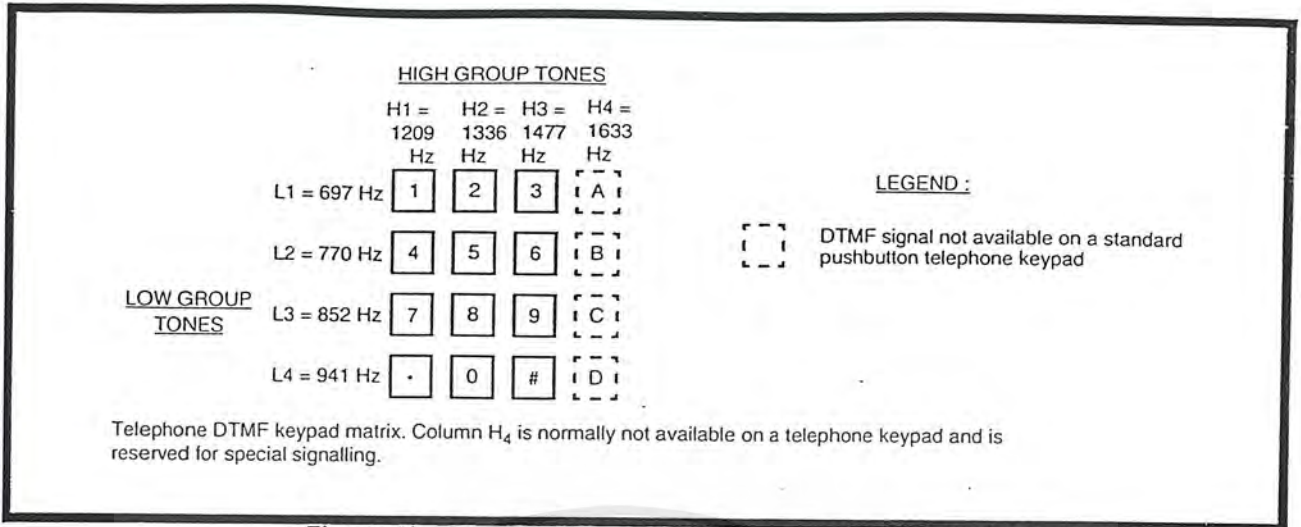 HIGH GROUP TONES
H1 = H2 = H3 = H4 =
1209 1336 1477 1633
Hz Hz Hz Hz
L1 = 697 Hz 1 2 3 A
LEGEND :
L2 = 770 Hz 4 5 6 B
DTMF signal not available on a standard
pushbutton telephone keypad
LOW GROUP
TONES
L3 = 852 Hz 7 8 9 C
L4 = 941 Hz · 0 # D
Telephone DTMF keypad matrix. Column H4 is normally not available on a telephone keypad and is
reserved for special signalling.